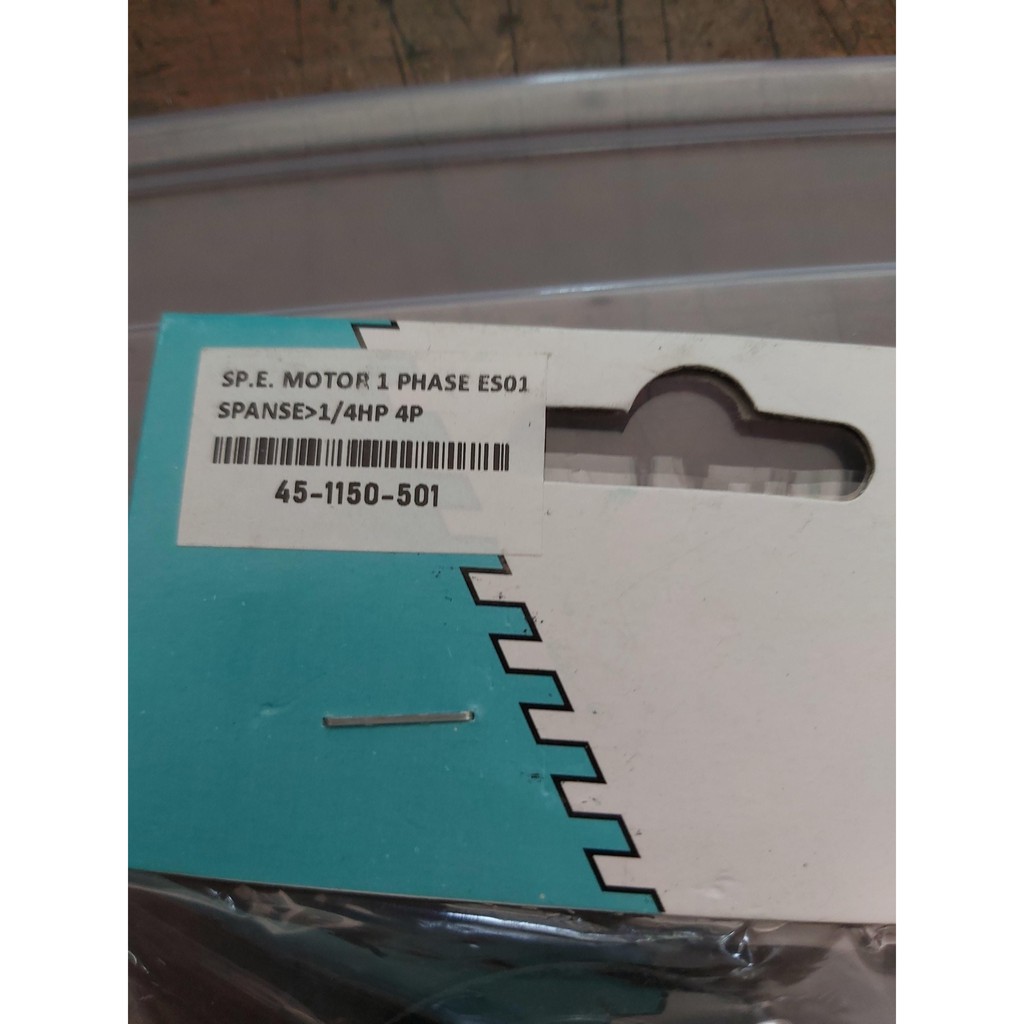 SP.E. MOTOR 1 PHASE ES01
SPANSE>1/4HP 4P
45-1150-501